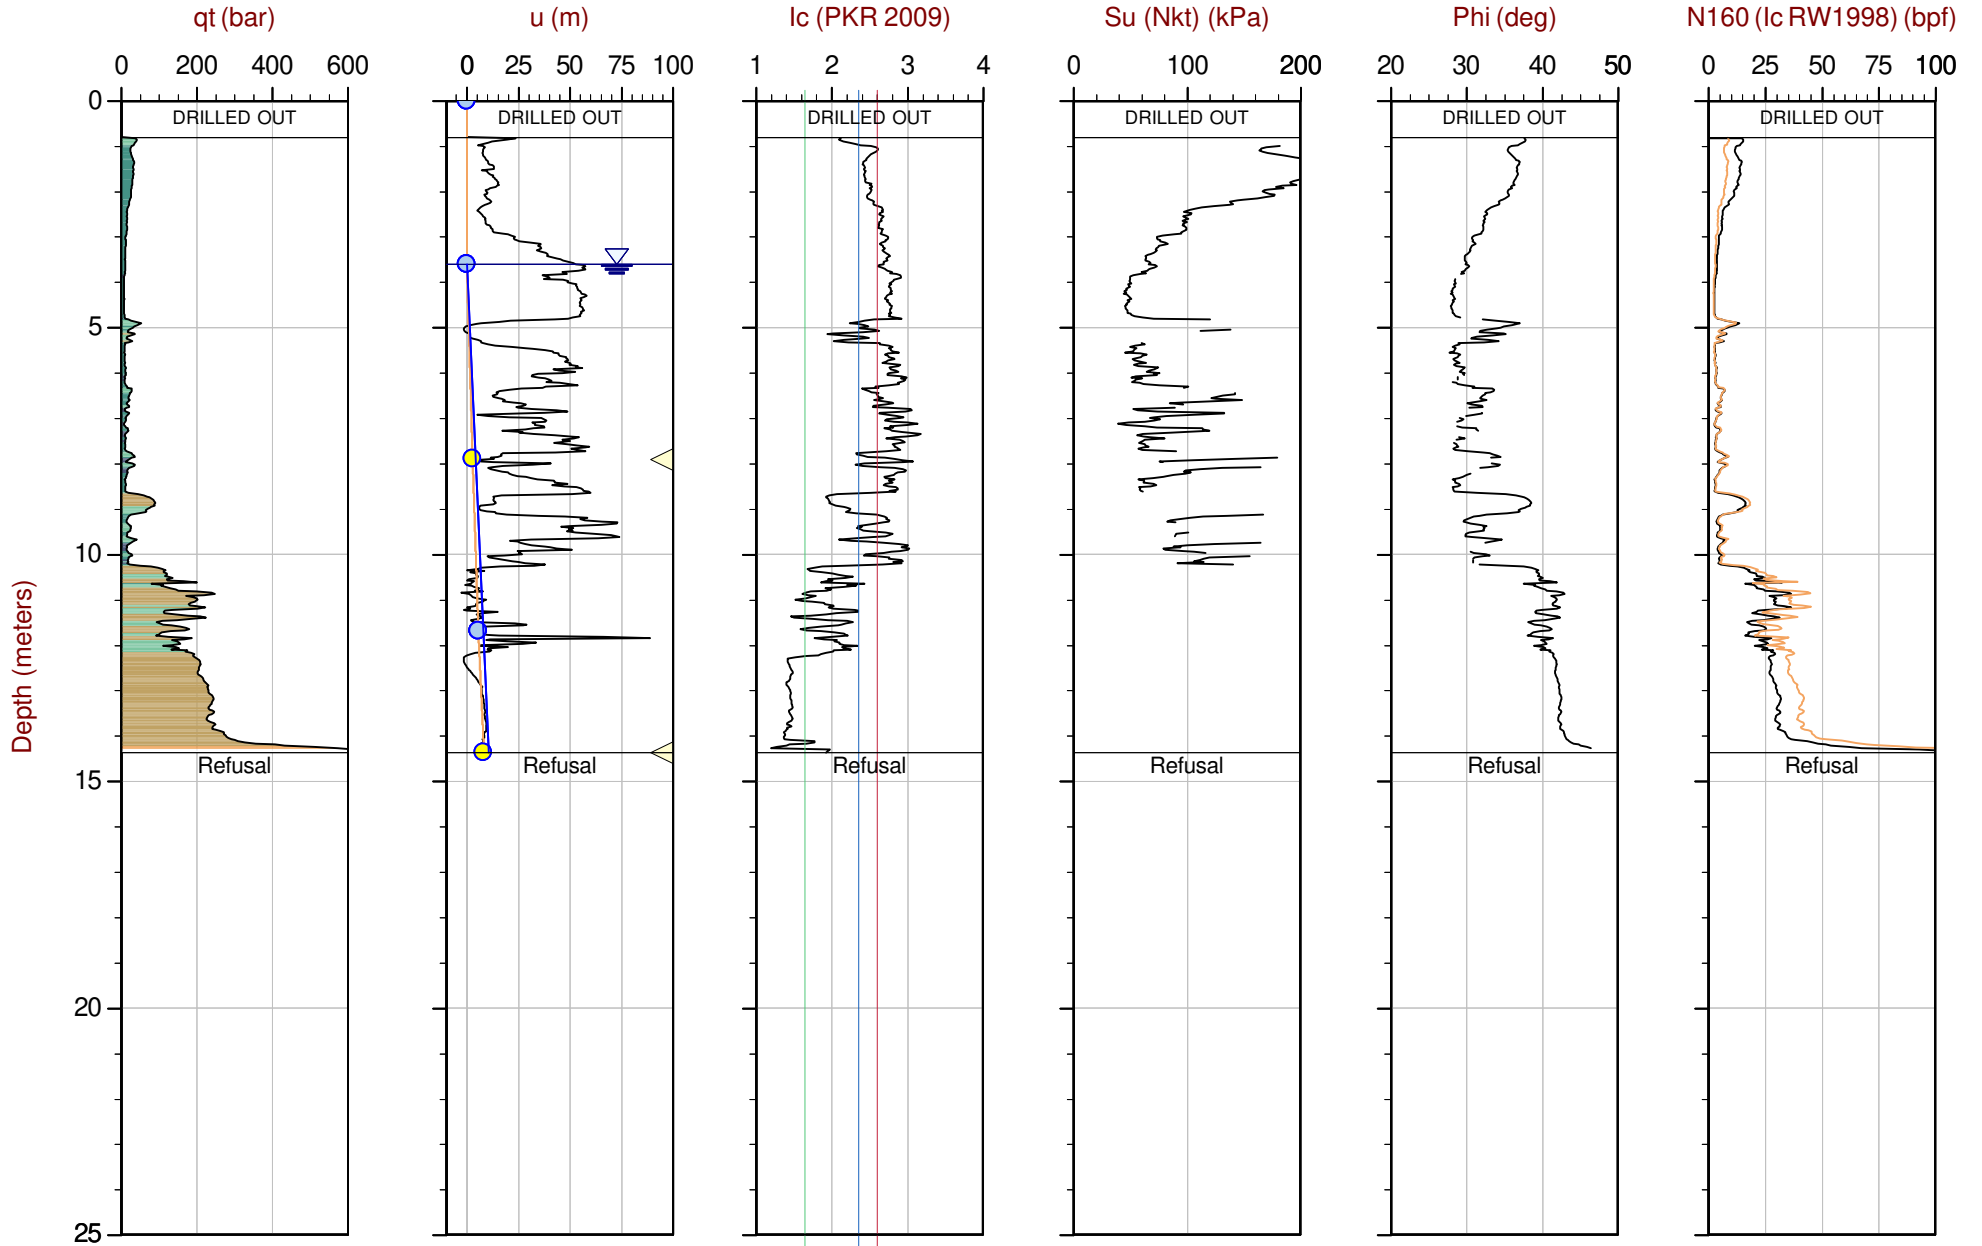 qt (bar) u (m) Ic (PKR 2009) Su (Nkt) (kPa) Phi (deg) N160 (Ic RW1998) (bpf)
0 200 400 600 0 25 50 75 100 1 2 3 4 0 100 200 20 30 40 50 0 25 50 75 100
0
DRILLED OUT DRILLED OUT DRILLED OUT DRILLED OUT DRILLED OUT DRILLED OUT
5
10
Depth (meters)
Refusal Refusal Refusal Refusal Refusal Refusal
15
20
25